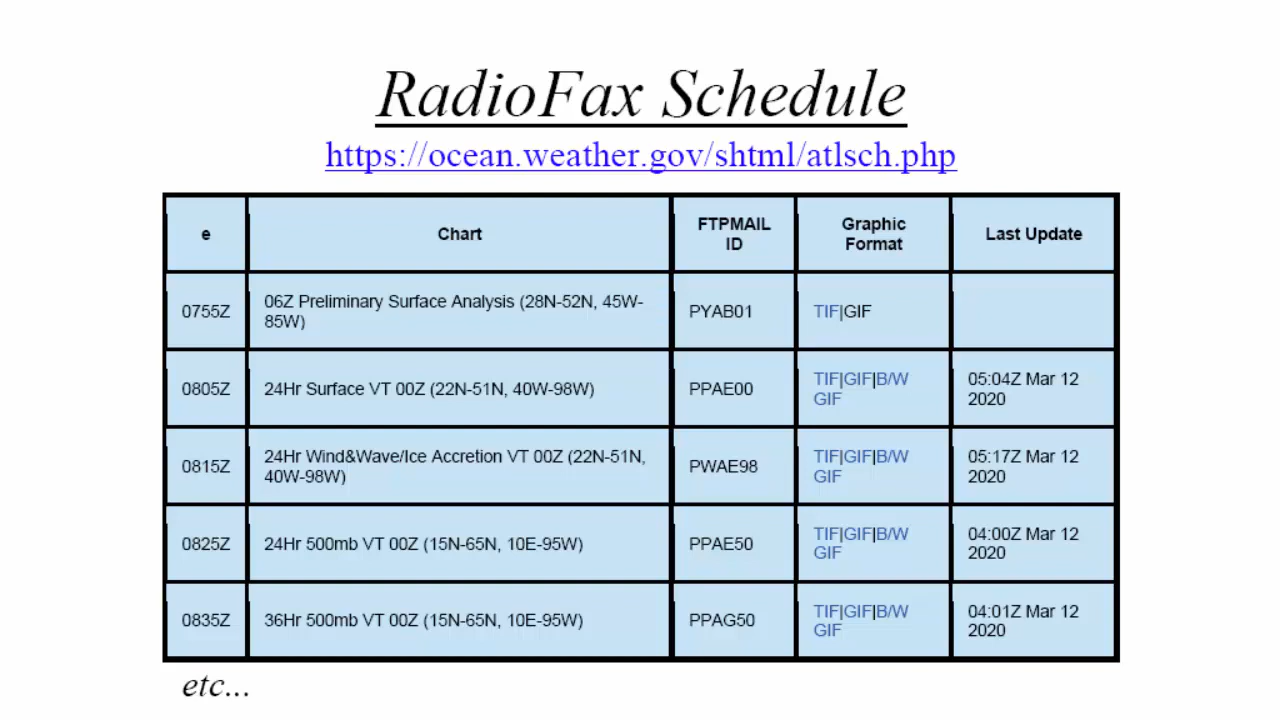 RadioFax Schedule
https://ocean.weather.gov/shtml/atlsch.php
e
Chart
FTPMAIL
ID
Graphic
Format
Last Update
0755Z
06Z Preliminary Surface Analysis (28N-52N, 45W-
85W)
PYAB01
TIF|GIF
0805Z
24Hr Surface VT 00Z (22N-51N, 40W-98W)
PPAE00
TIF|GIF|B/W
GIF
05:04Z Mar 12
2020
0815Z
24Hr Wind&Wave/Ice Accretion VT 00Z (22N-51N,
40W-98W)
PWAE98
TIF|GIF|B/W
GIF
05:17Z Mar 12
2020
0825Z
24Hr 500mb VT 00Z (15N-65N, 10E-95W)
PPAE50
TIF|GIF|B/W
GIF
04:00Z Mar 12
2020
0835Z
36Hr 500mb VT 00Z (15N-65N, 10E-95W)
PPAG50
TIF|GIF|B/W
GIF
04:01Z Mar 12
2020
etc...